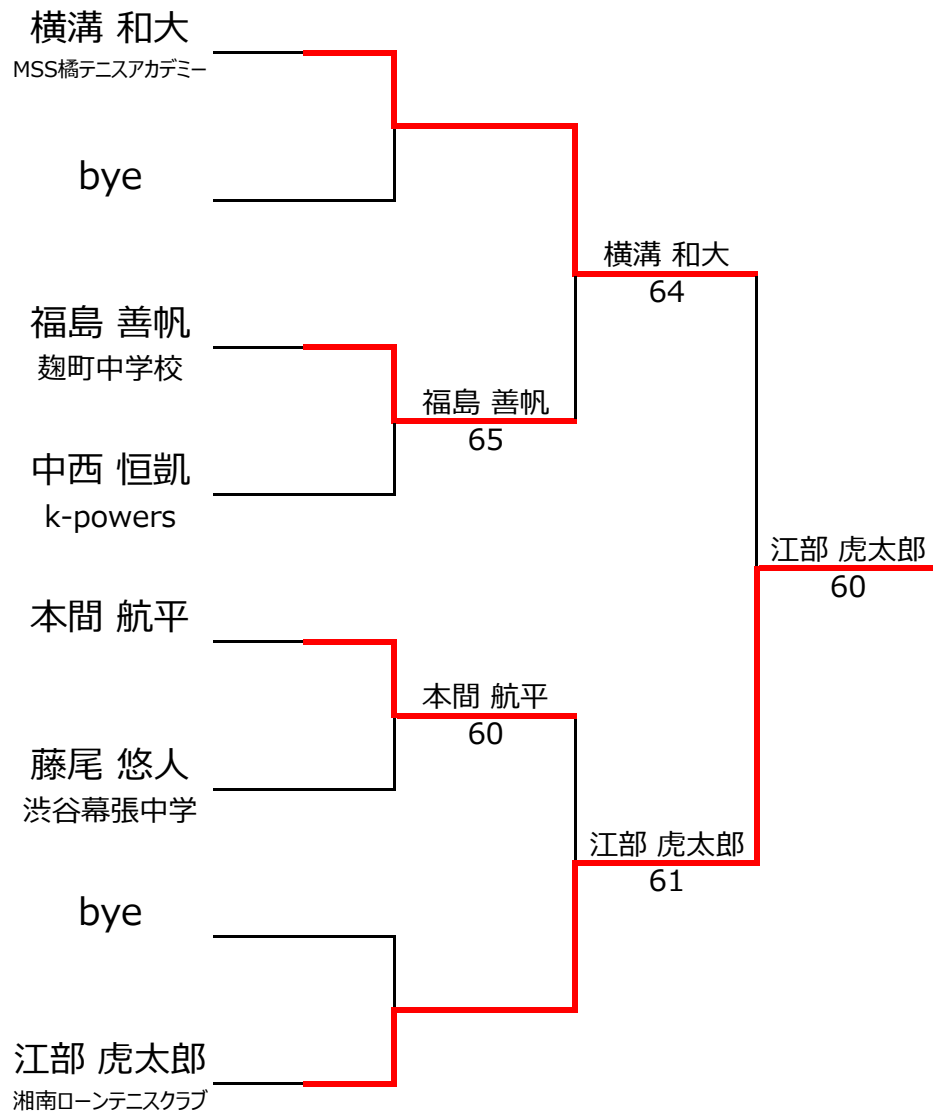 横溝 和大
MSS橘テニスアカデミー
bye
福島 善帆
麹町中学校
中西 恒凱
k-powers
本間 航平
藤尾 悠人
渋谷幕張中学
bye
江部 虎太郎
湘南ローンテニスクラブ
福島 善帆
65
本間 航平
60
横溝 和大
64
江部 虎太郎
61
江部 虎太郎
60